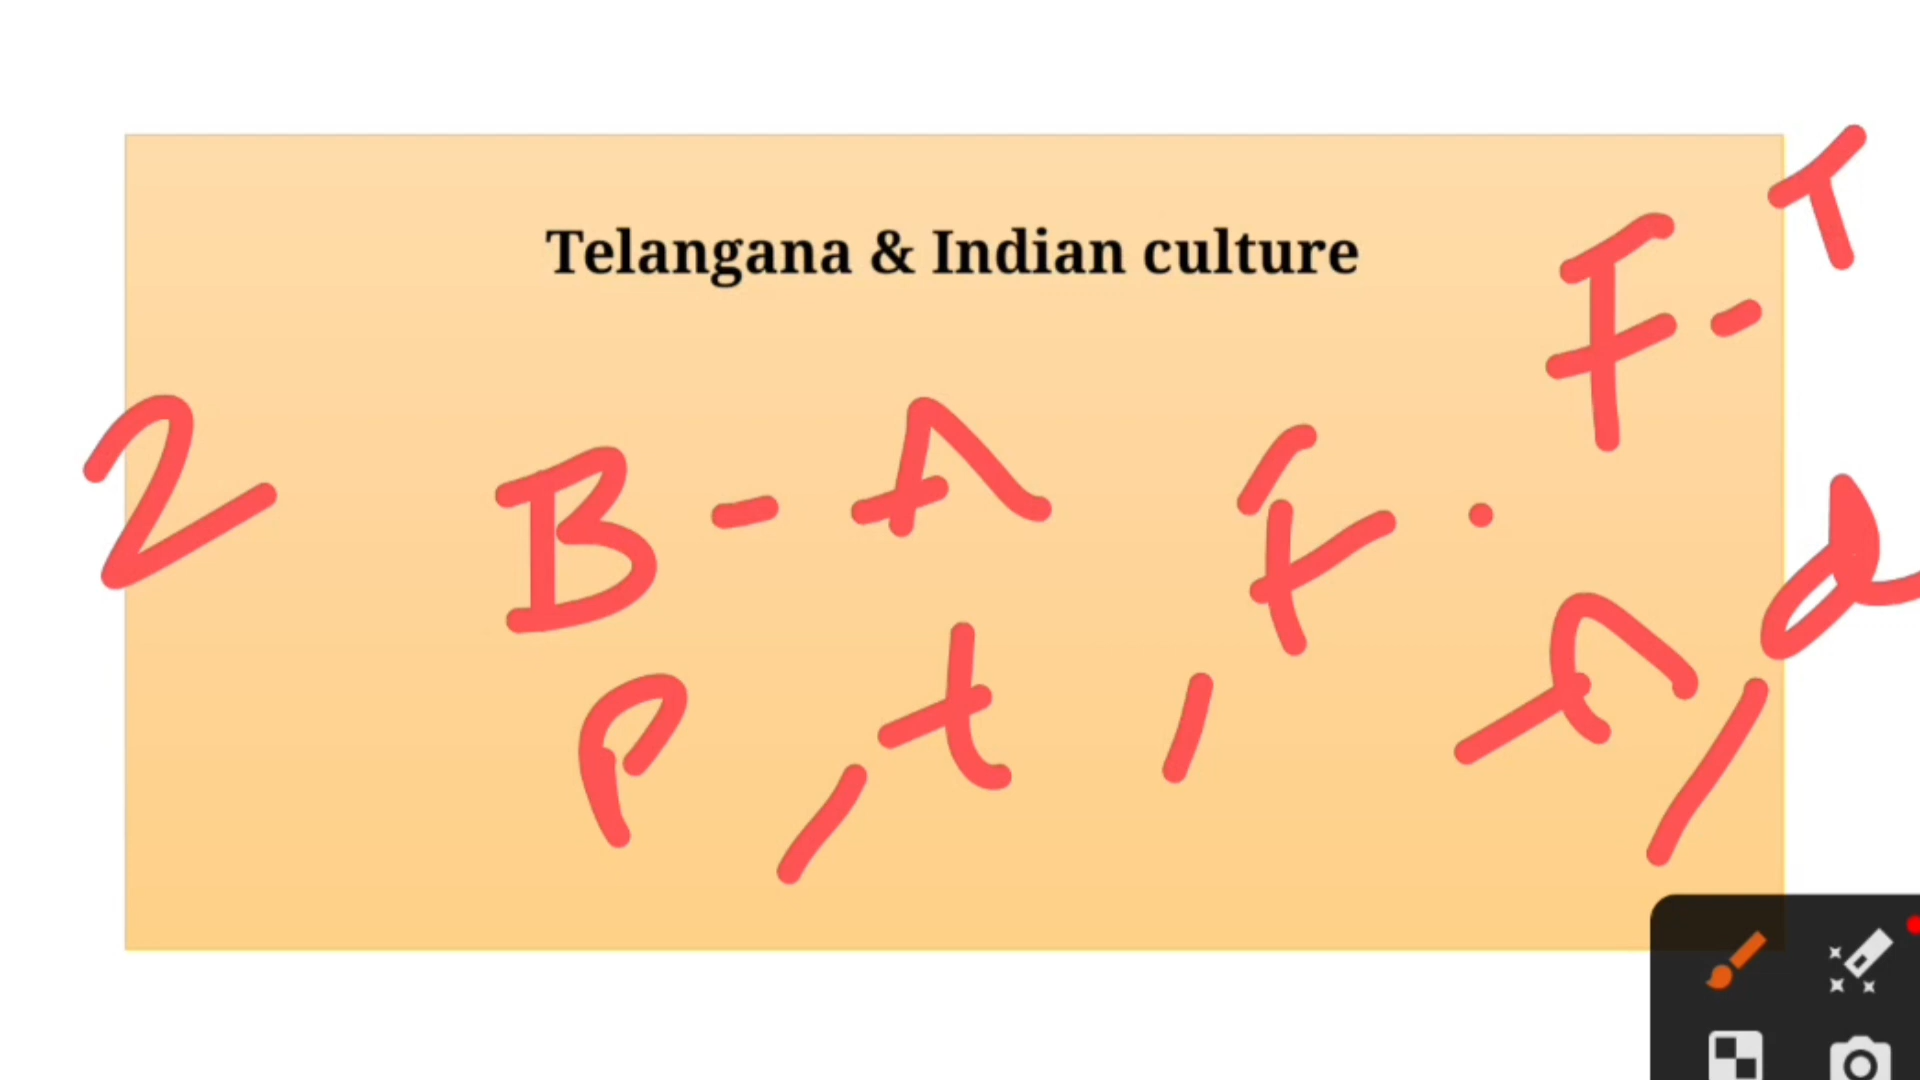 Telangana & Indian culture
F - T
2 B - A F .
P , t , A / d